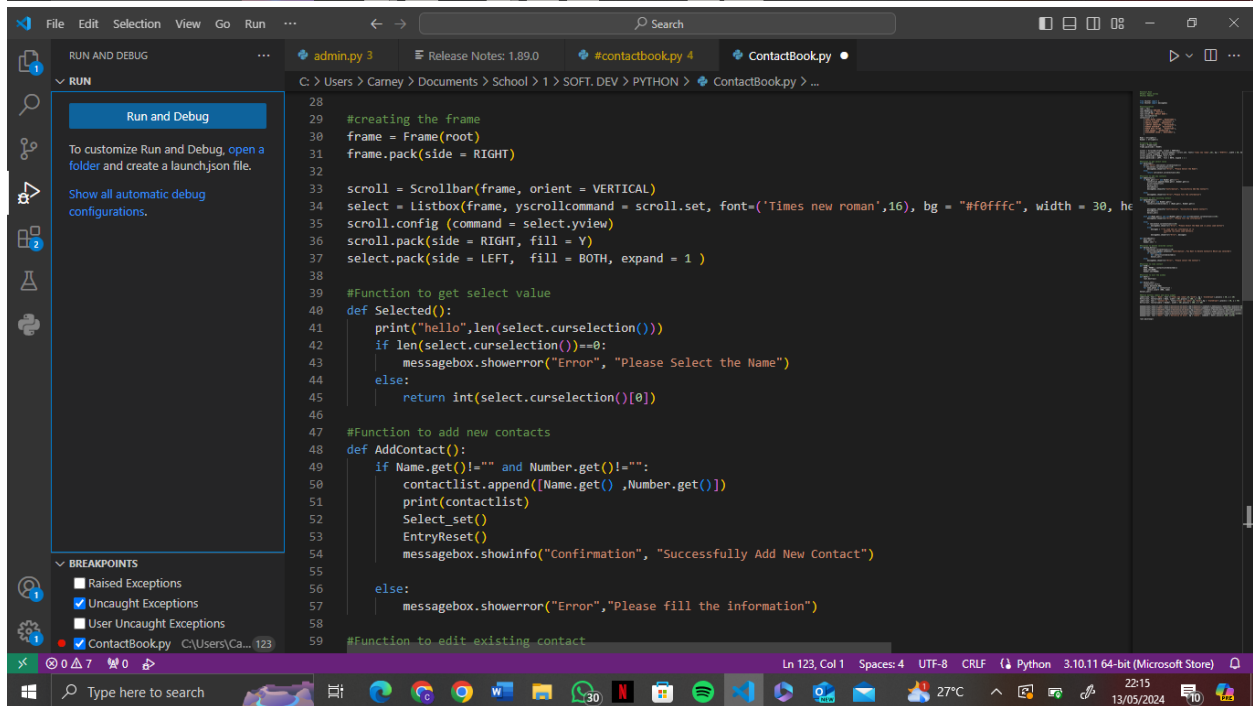 File Edit Selection View Go Run ··· Search
RUN AND DEBUG ···
RUN
Run and Debug
To customize Run and Debug, open a
folder and create a launch.json file.
Show all automatic debug
configurations.
BREAKPOINTS
Raised Exceptions
Uncaught Exceptions
User Uncaught Exceptions
ContactBook.py C:\Users\Ca... 123
admin.py 3 Release Notes: 1.89.0 #contactbook.py 4 ContactBook.py
C: > Users > Carney > Documents > School > 1 > SOFT. DEV > PYTHON > ContactBook.py > ...
28
29 #creating the frame
30 frame = Frame(root)
31 frame.pack(side = RIGHT)
32
33 scroll = Scrollbar(frame, orient = VERTICAL)
34 select = Listbox(frame, yscrollcommand = scroll.set, font=('Times new roman',16), bg = "#f0fffc", width = 30, he
35 scroll.config (command = select.yview)
36 scroll.pack(side = RIGHT, fill = Y)
37 select.pack(side = LEFT,  fill = BOTH, expand = 1 )
38
39 #Function to get select value
40 def Selected():
41     print("hello",len(select.curselection()))
42     if len(select.curselection())==0:
43         messagebox.showerror("Error", "Please Select the Name")
44     else:
45         return int(select.curselection()[0])
46
47 #Function to add new contacts
48 def AddContact():
49     if Name.get()!="" and Number.get()!="":
50         contactlist.append([Name.get() ,Number.get()])
51         print(contactlist)
52         Select_set()
53         EntryReset()
54         messagebox.showinfo("Confirmation", "Successfully Add New Contact")
55
56     else:
57         messagebox.showerror("Error","Please fill the information")
58
59 #Function to edit existing contact
0 7 0 Ln 123, Col 1 Spaces: 4 UTF-8 CRLF Python 3.10.11 64-bit (Microsoft Store)
Type here to search 30 27°C 22:15
13/05/2024 10